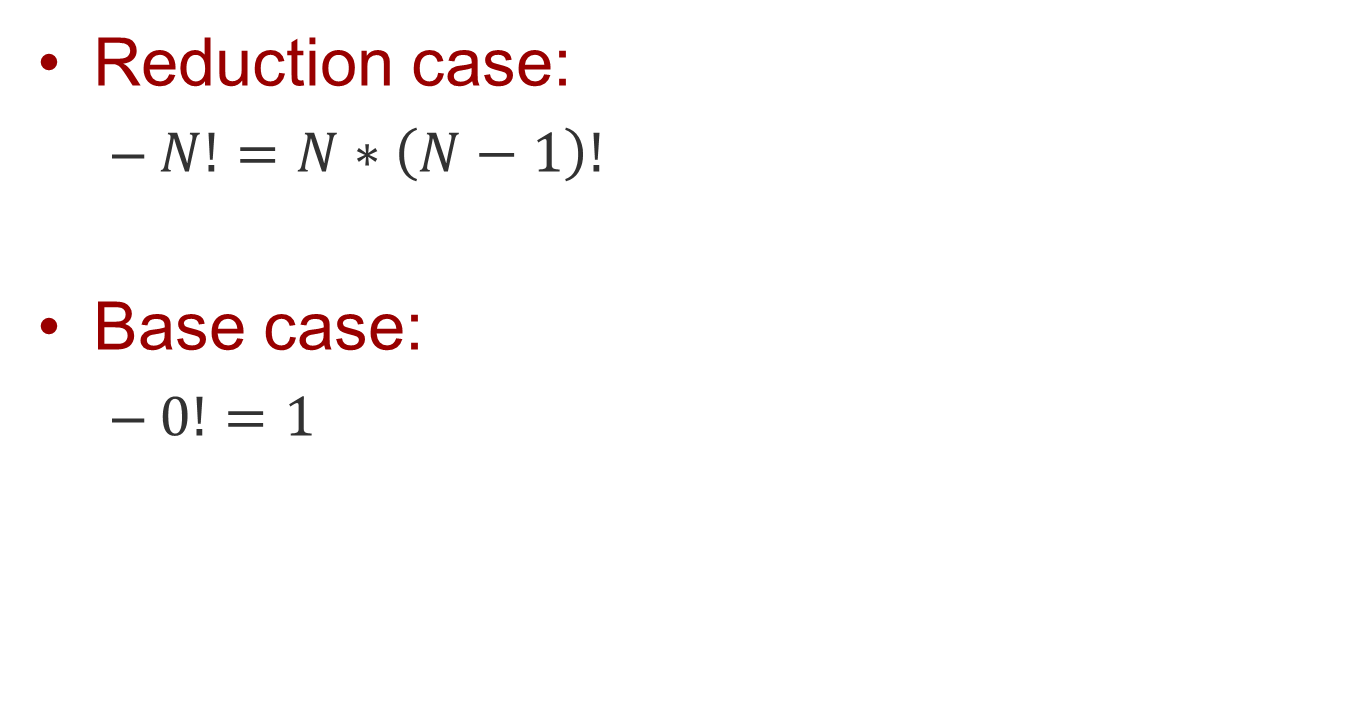 • Reduction case:
– N! = N ∗ (N − 1)!
• Base case:
– 0! = 1